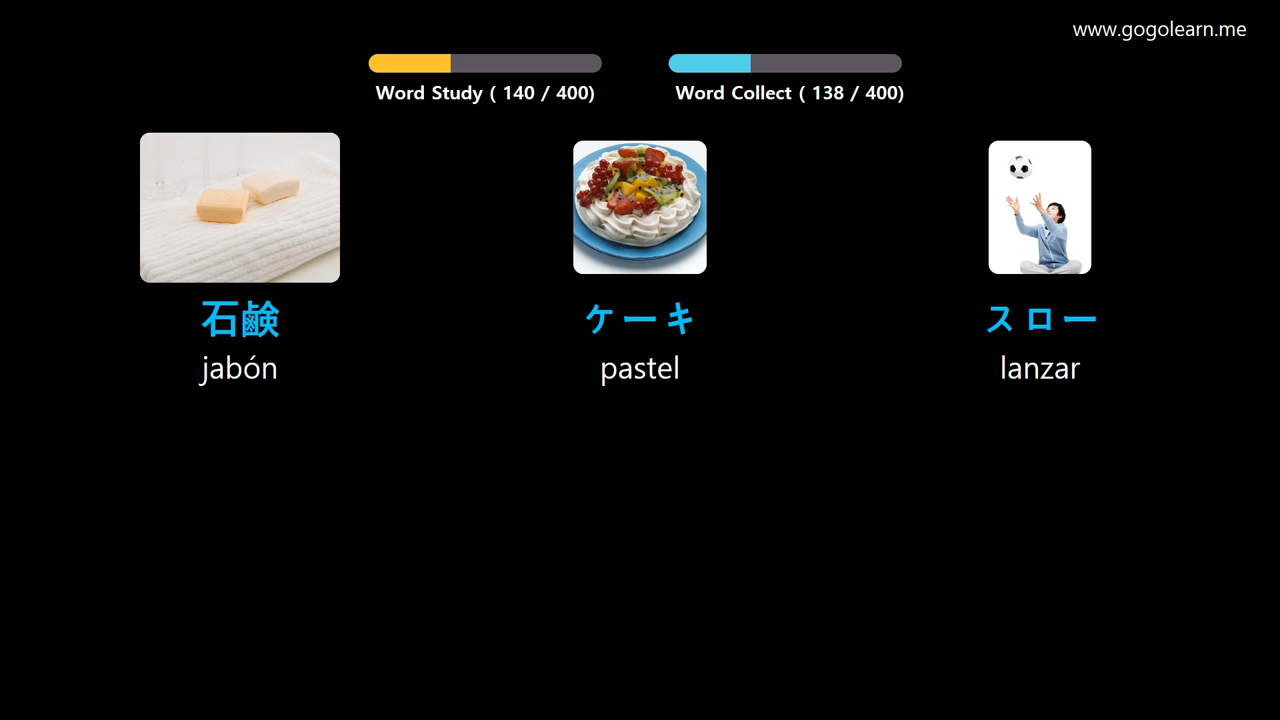 www.gogolearn.me
Word Study ( 140 / 400)
Word Collect ( 138 / 400)
石鹸
ケーキ
スロー
jabón
pastel
lanzar